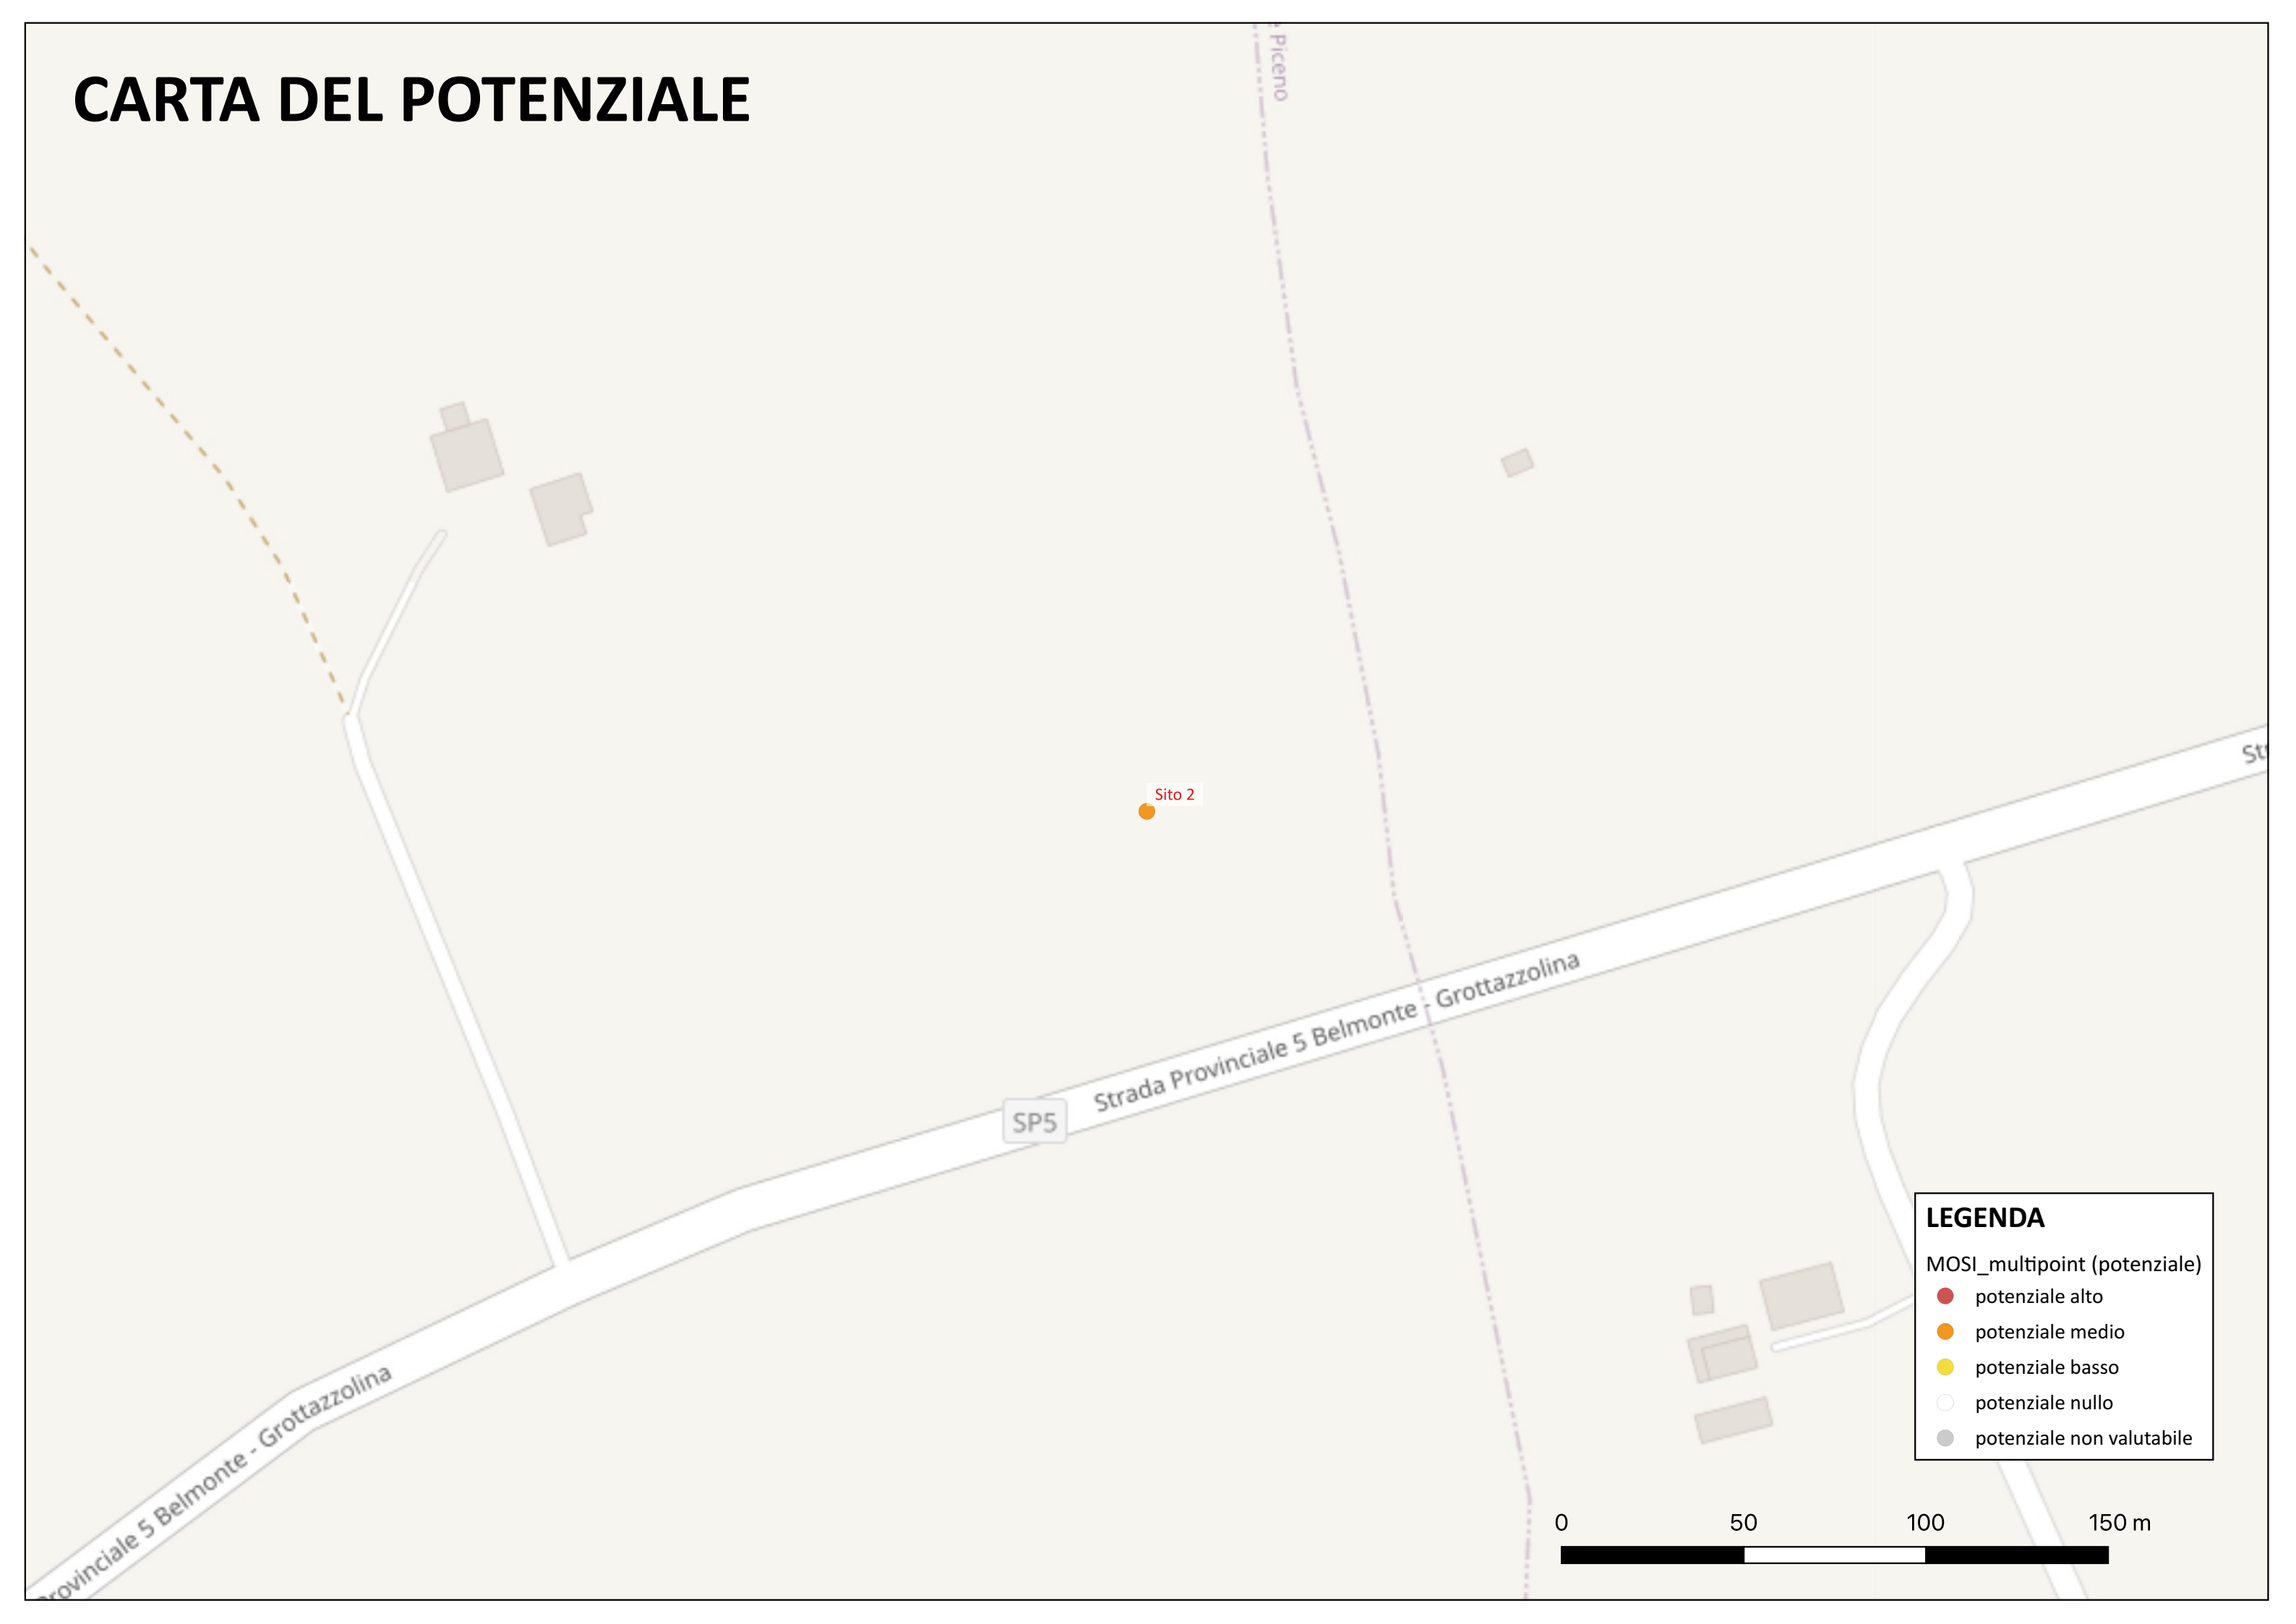 CARTA DEL POTENZIALE
Piceno
Sito 2
Strada Provinciale 5 Belmonte - Grottazzolina
SP5
Provinciale 5 Belmonte - Grottazzolina
LEGENDA
MOSI_multipoint (potenziale)
potenziale alto
potenziale medio
potenziale basso
potenziale nullo
potenziale non valutabile
0 50 100 150 m